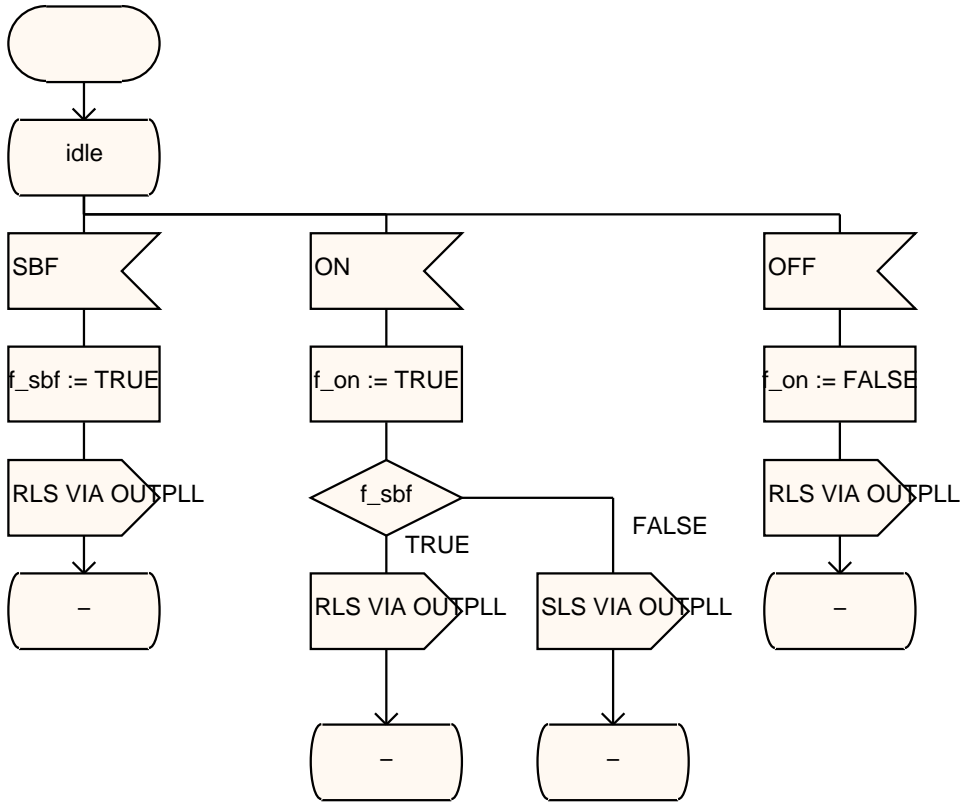 idle
SBF
ON
OFF
f_sbf := TRUE
f_on := TRUE
f_on := FALSE
RLS VIA OUTPLL
f_sbf
RLS VIA OUTPLL
FALSE
TRUE
–
RLS VIA OUTPLL
SLS VIA OUTPLL
–
–
–